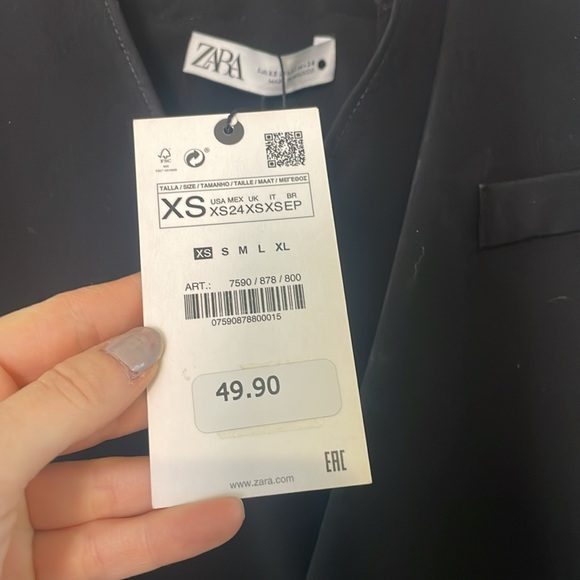 ZARA
FSC
TALLA / SIZE / TAMANHO / TAILLE / MAAT / ΜΕΓΕΘΟΣ
XS
USA MEX UK IT BR
XS24XSXSEP
XS S M L XL
ART.: 7590 / 878 / 800
07590878800015
49.90
EAC
www.zara.com